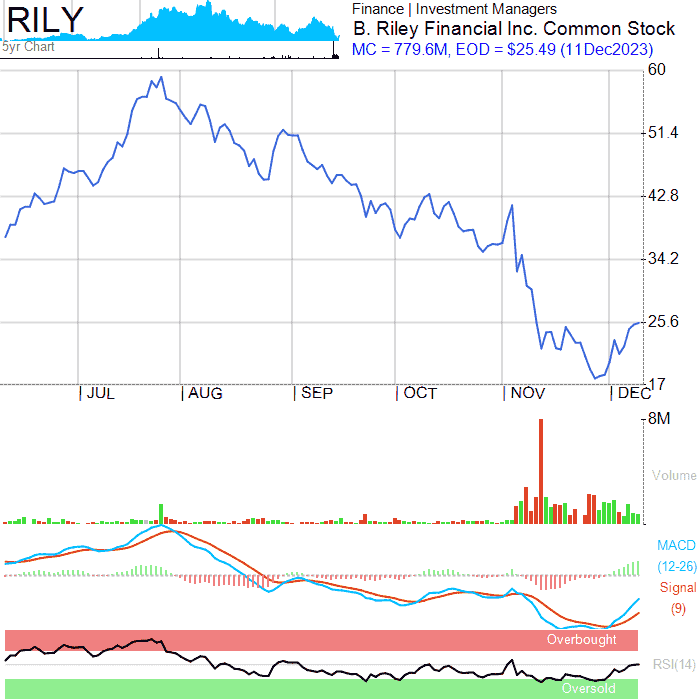 RILY
5yr Chart
Finance | Investment Managers
B. Riley Financial Inc. Common Stock
MC = 779.6M, EOD = $25.49 (11Dec2023)
60
51.4
42.8
34.2
25.6
17
JUL AUG SEP OCT NOV DEC
8M
Volume
MACD
(12-26)
Signal
(9)
Overbought
RSI(14)
Oversold